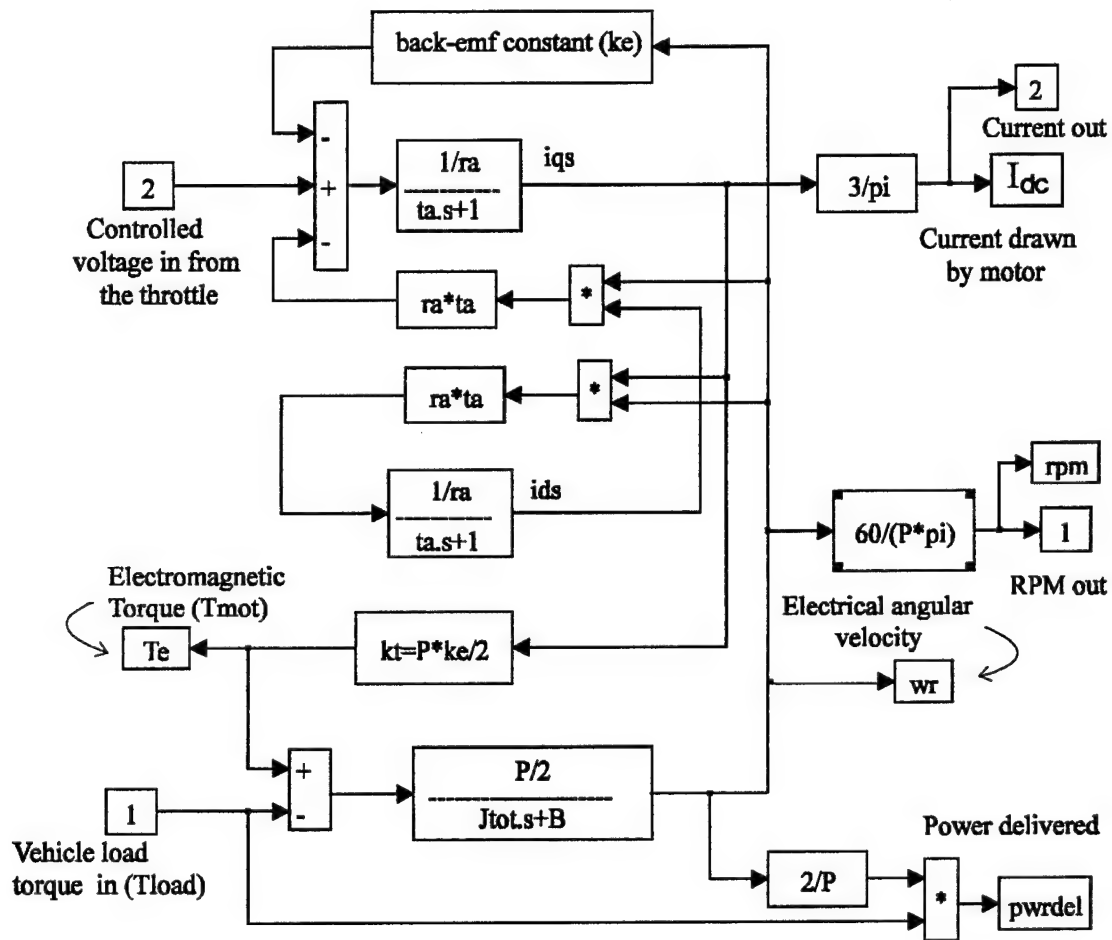 back-emf constant (ke)
2
Current out
-
+
-
1/ra
ta.s+1
iqs
2
Controlled
voltage in from
the throttle
3/pi
Idc
Current drawn
by motor
ra*ta
*
ra*ta
*
1/ra
ta.s+1
ids
rpm
60/(P*pi)
1
RPM out
Electromagnetic
Torque (Tmot)
Te
kt=P*ke/2
Electrical angular
velocity
wr
+
-
P/2
Jtot.s+B
1
Vehicle load
torque in (Tload)
Power delivered
2/P
*
pwrdel